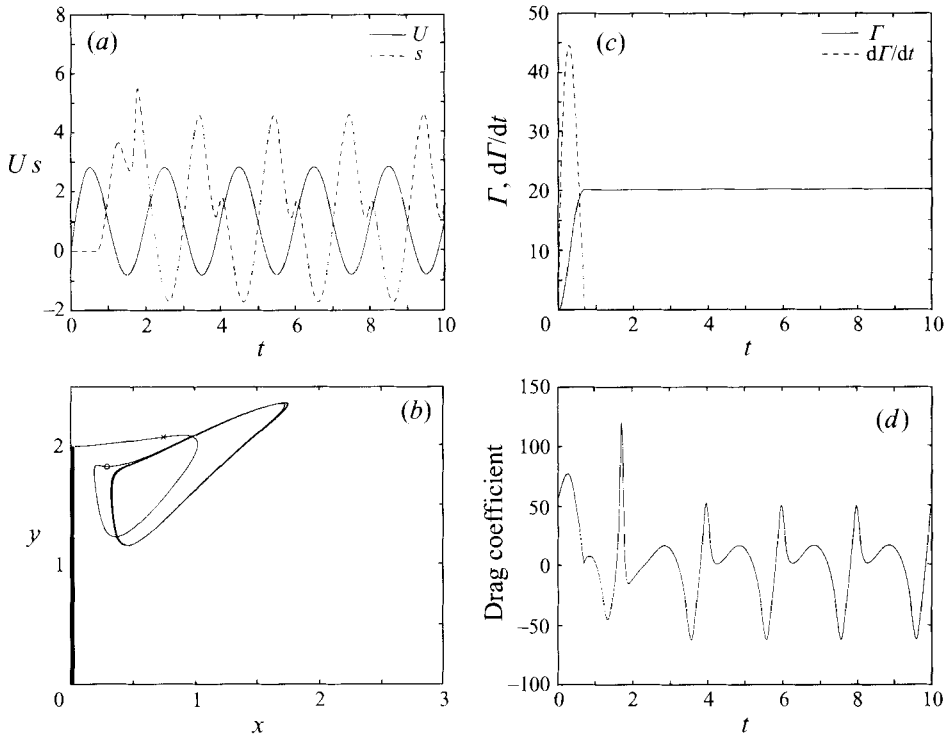 (a)
U
s
8
6
4
2
0
−2
U s
0 2 4 6 8 10
t
(c)
Γ
dΓ/dt
50
45
40
30
20
10
0
Γ, dΓ/dt
2 4 6 8 10
t
(b)
2
1
y
0 1 2 3
x
(d)
150
100
50
0
−50
−100
Drag coefficient
0 2 4 6 8 10
t